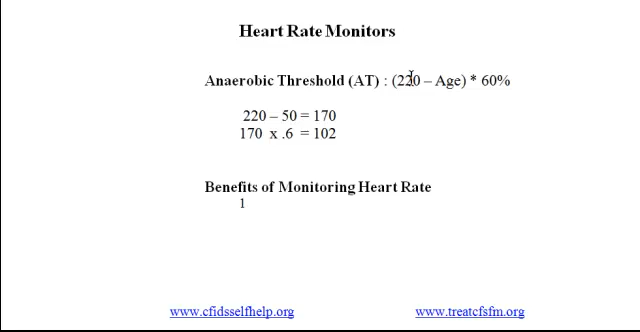 Heart Rate Monitors
Anaerobic Threshold (AT) : (220 – Age) * 60%
220 – 50 = 170
170 x .6 = 102
Benefits of Monitoring Heart Rate
1
www.cfidsselfhelp.org www.treatcfsfm.org